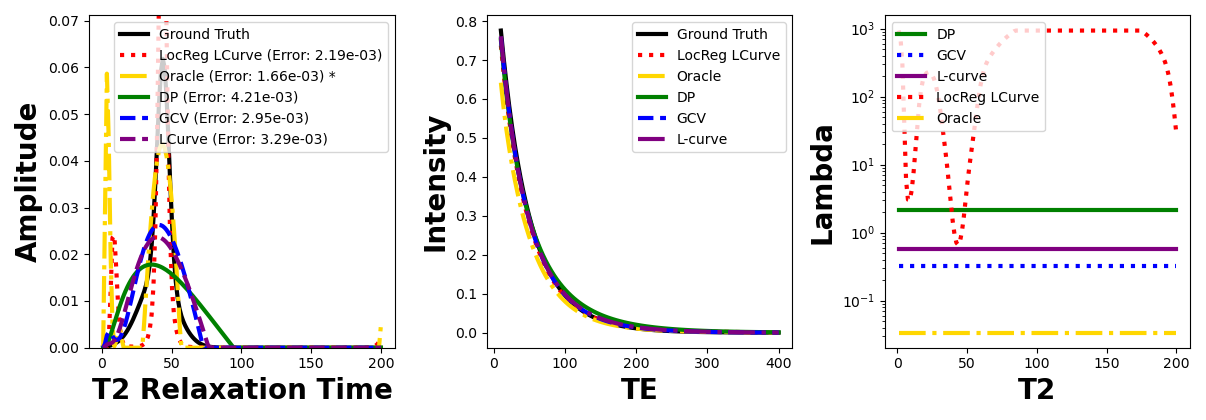 Amplitude
0.00
0.01
0.02
0.03
0.04
0.05
0.06
0.07
0
50
100
150
200
T2 Relaxation Time
Ground Truth
LocReg LCurve (Error: 2.19e-03)
Oracle (Error: 1.66e-03) *
DP (Error: 4.21e-03)
GCV (Error: 2.95e-03)
LCurve (Error: 3.29e-03)
Intensity
0.0
0.1
0.2
0.3
0.4
0.5
0.6
0.7
0.8
0
100
200
300
400
TE
Ground Truth
LocReg LCurve
Oracle
DP
GCV
L-curve
Lambda
10⁻¹
10⁰
10¹
10²
10³
0
50
100
150
200
T2
DP
GCV
L-curve
LocReg LCurve
Oracle